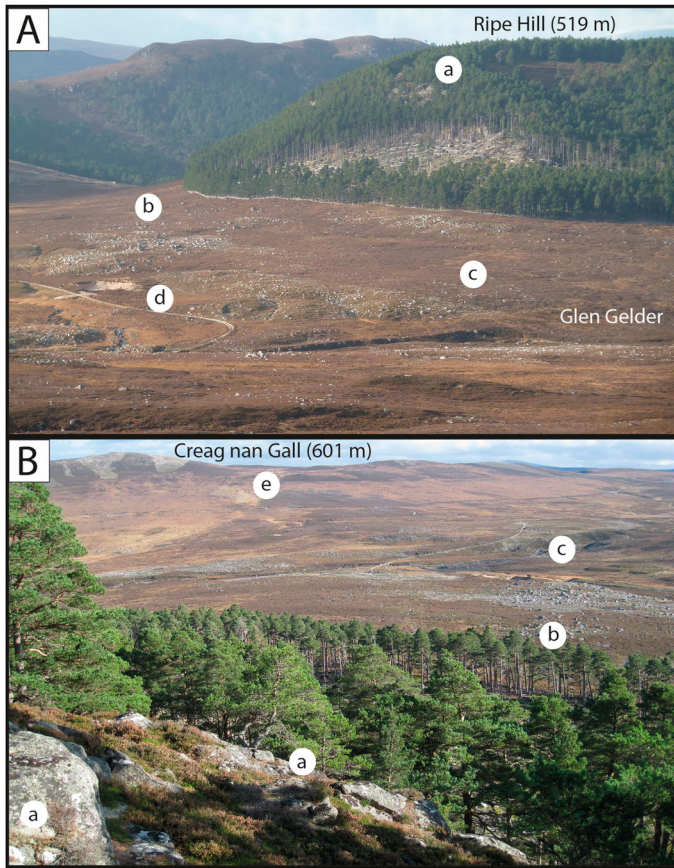 A
Ripe Hill (519 m)
a
b
c
d
Glen Gelder
B
Creag nan Gall (601 m)
e
c
b
a
a